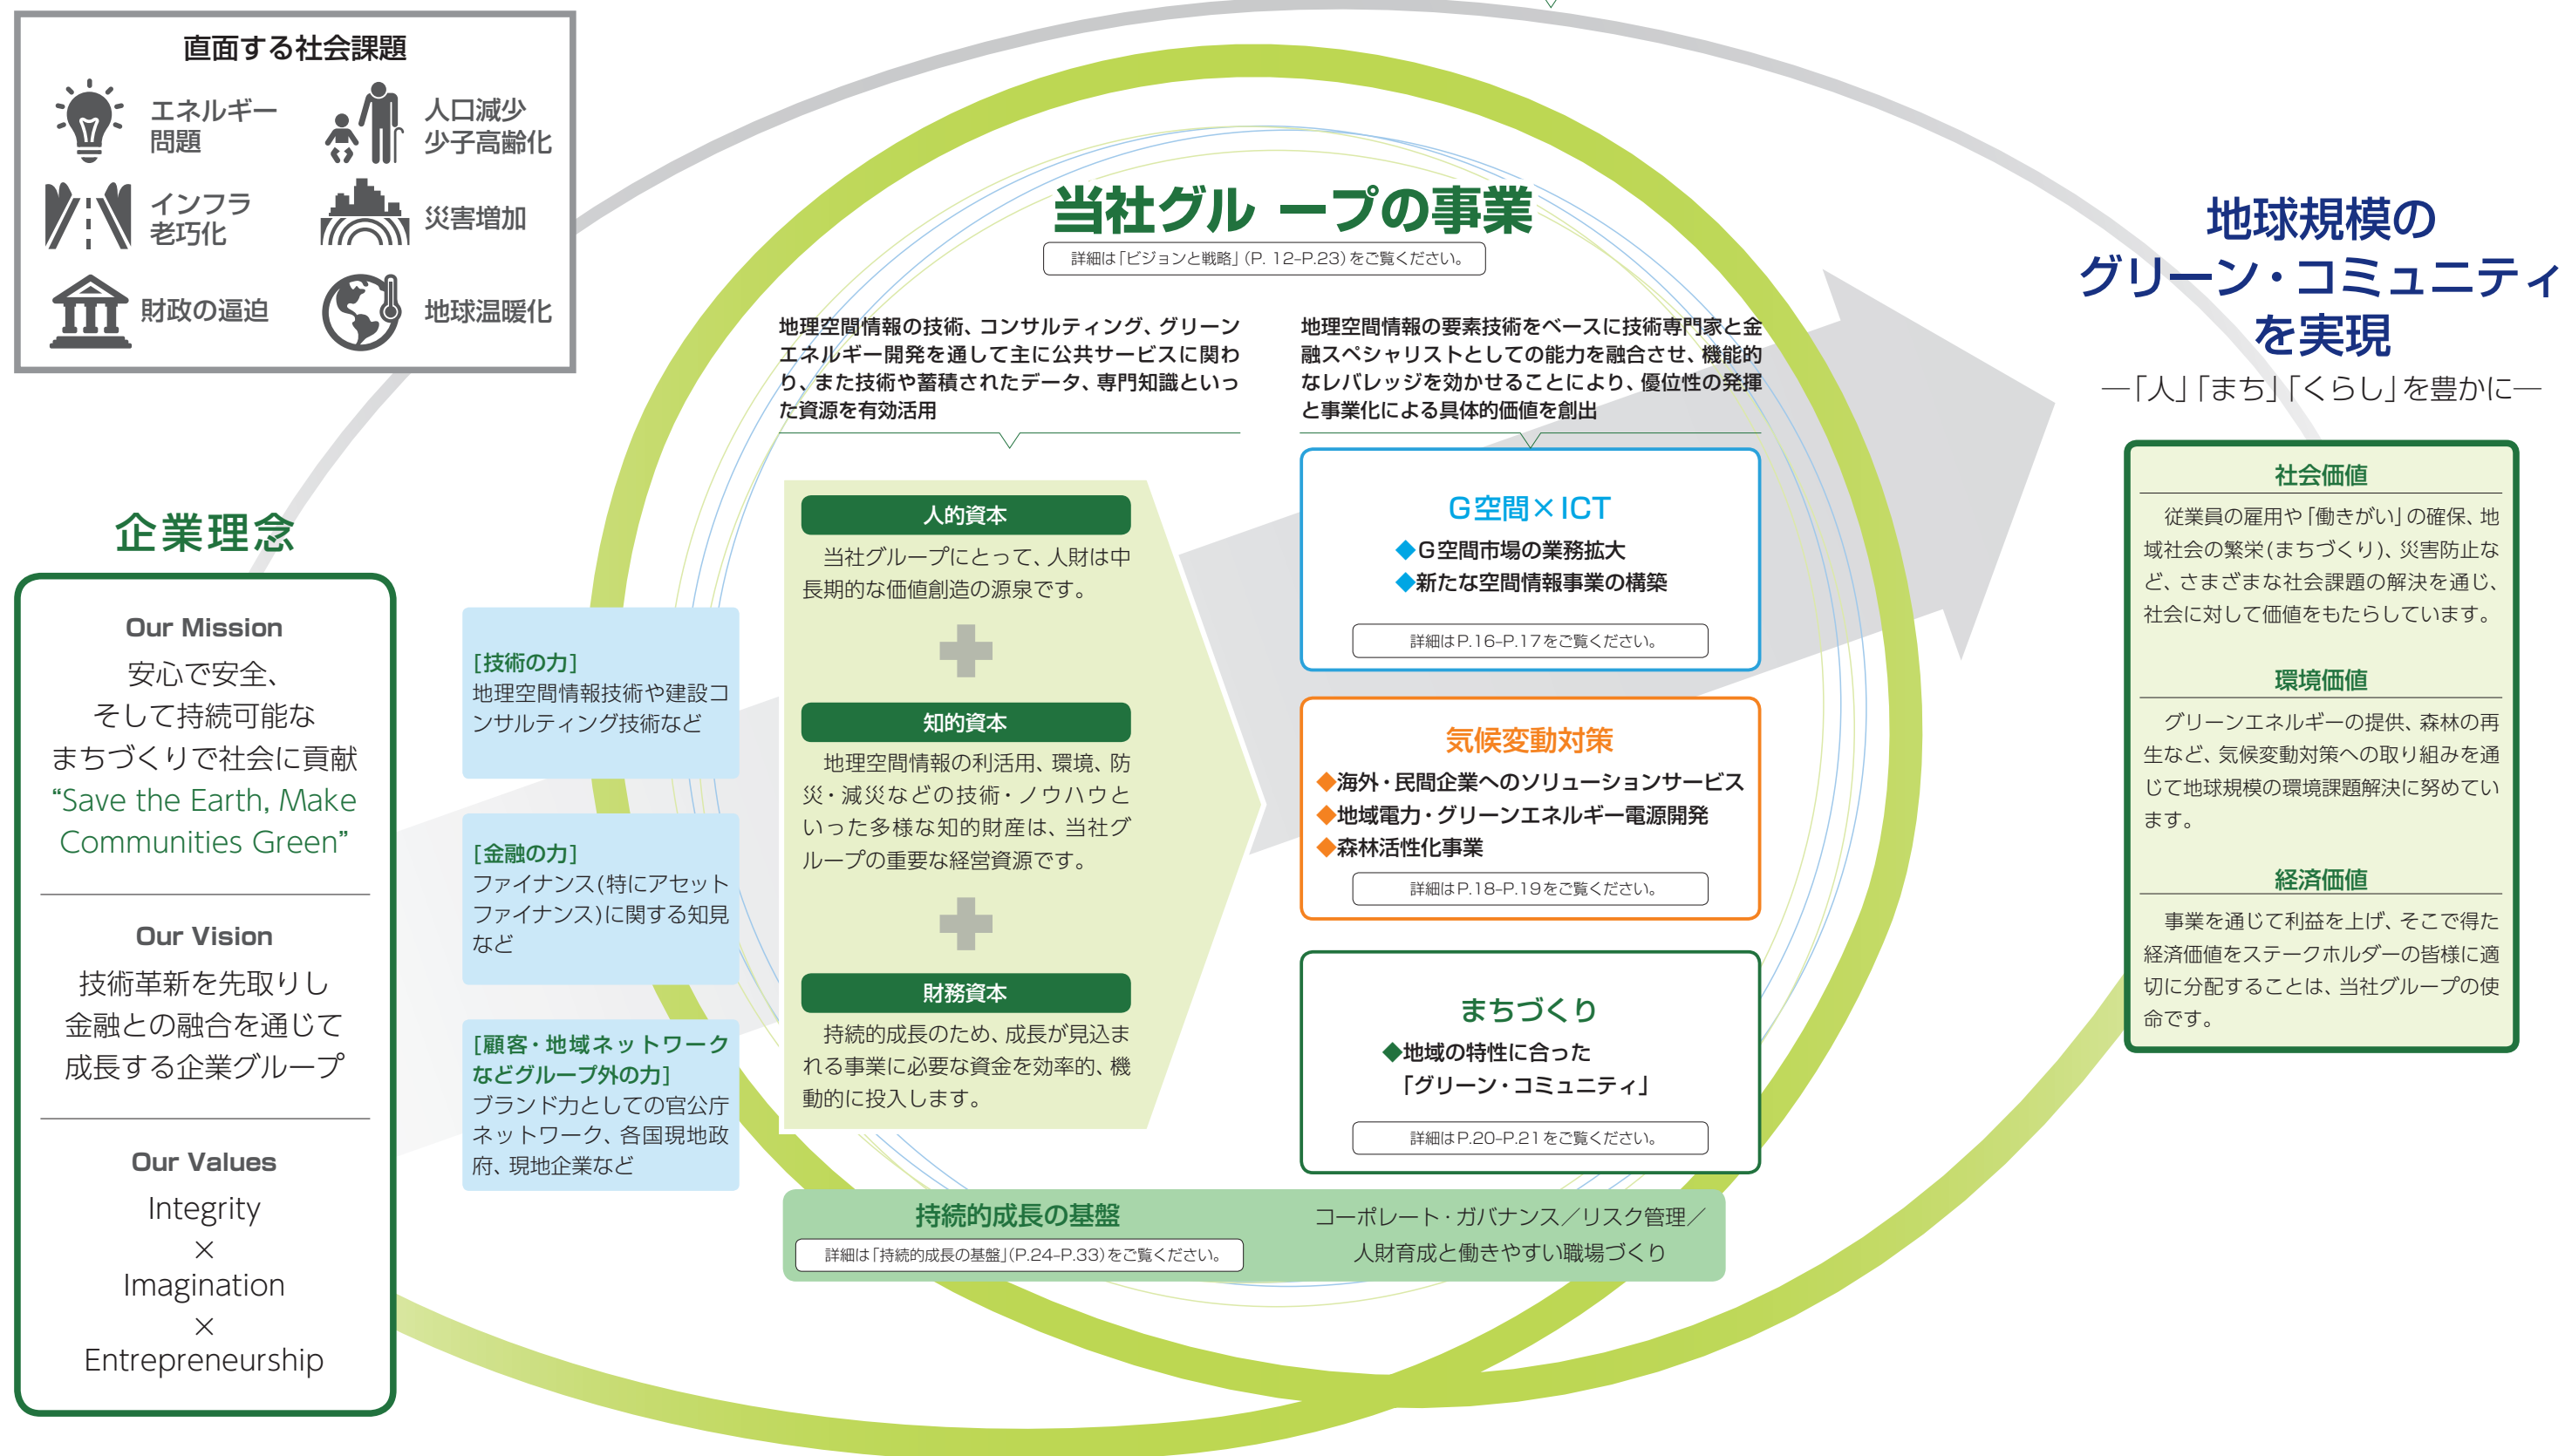 直面する社会課題
エネルギー
問題
人口減少
少子高齢化
インフラ
老巧化
災害増加
財政の逼迫
地球温暖化
企業理念
Our Mission
安心で安全、
そして持続可能な
まちづくりで社会に貢献
“Save the Earth, Make
Communities Green”
Our Vision
技術革新を先取りし
金融との融合を通じて
成長する企業グループ
Our Values
Integrity
×
Imagination
×
Entrepreneurship
[技術の力]
地理空間情報技術や建設コ
ンサルティング技術など
[金融の力]
ファイナンス(特にアセット
ファイナンス)に関する知見
など
[顧客・地域ネットワーク
などグループ外の力]
ブランド力としての官公庁
ネットワーク、各国現地政
府、現地企業など
当社グループの事業
詳細は「ビジョンと戦略」(P. 12–P.23)をご覧ください。
地理空間情報の技術、コンサルティング、グリーン
エネルギー開発を通して主に公共サービスに関わ
り、また技術や蓄積されたデータ、専門知識といっ
た資源を有効活用
人的資本
当社グループにとって、人財は中
長期的な価値創造の源泉です。
知的資本
地理空間情報の利活用、環境、防
災・減災などの技術・ノウハウと
いった多様な知的財産は、当社グ
ループの重要な経営資源です。
財務資本
持続的成長のため、成長が見込ま
れる事業に必要な資金を効率的、機
動的に投入します。
地理空間情報の要素技術をベースに技術専門家と金
融スペシャリストとしての能力を融合させ、機能的
なレバレッジを効かせることにより、優位性の発揮
と事業化による具体的価値を創出
G空間×ICT
◆G空間市場の業務拡大
◆新たな空間情報事業の構築
詳細はP.16–P.17をご覧ください。
気候変動対策
◆海外・民間企業へのソリューションサービス
◆地域電力・グリーンエネルギー電源開発
◆森林活性化事業
詳細はP.18–P.19をご覧ください。
まちづくり
◆地域の特性に合った
「グリーン・コミュニティ」
詳細はP.20–P.21をご覧ください。
持続的成長の基盤
詳細は「持続的成長の基盤」(P.24–P.33)をご覧ください。
コーポレート・ガバナンス／リスク管理／
人財育成と働きやすい職場づくり
地球規模の
グリーン・コミュニティ
を実現
―「人」「まち」「くらし」を豊かに―
社会価値
従業員の雇用や「働きがい」の確保、地
域社会の繁栄(まちづくり)、災害防止な
ど、さまざまな社会課題の解決を通じ、
社会に対して価値をもたらしています。
環境価値
グリーンエネルギーの提供、森林の再
生など、気候変動対策への取り組みを通
じて地球規模の環境課題解決に努めてい
ます。
経済価値
事業を通じて利益を上げ、そこで得た
経済価値をステークホルダーの皆様に適
切に分配することは、当社グループの使
命です。